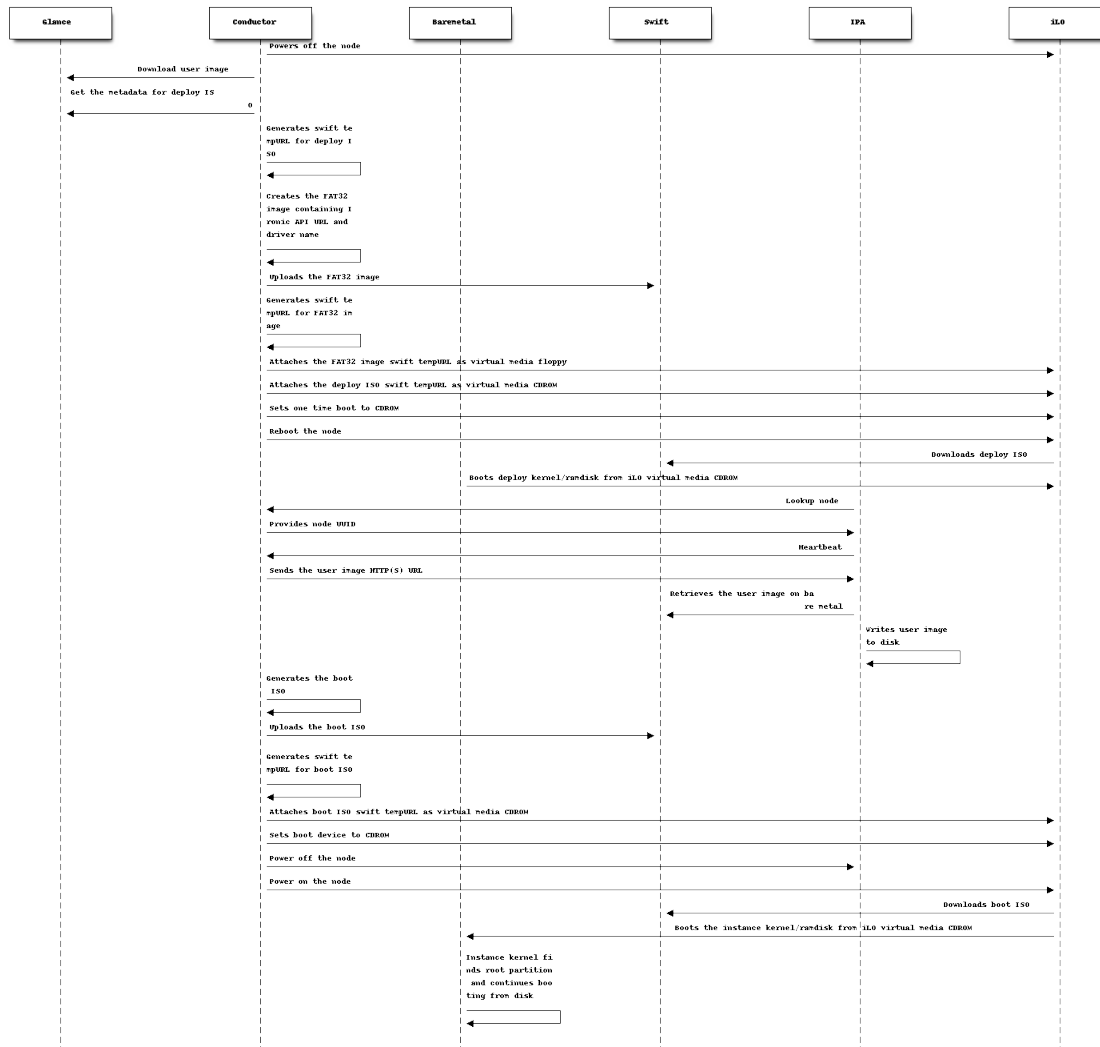 Glance
Conductor
Baremetal
Swift
IPA
iLO
Powers off the node
Download user image
Get the metadata for deploy IS
O
Generates swift te
mpURL for deploy I
SO
Creates the FAT32
image containing I
ronic API URL and
driver name
Uploads the FAT32 image
Generates swift te
mpURL for FAT32 im
age
Attaches the FAT32 image swift tempURL as virtual media floppy
Attaches the deploy ISO swift tempURL as virtual media CDROM
Sets one time boot to CDROM
Reboot the node
Downloads deploy ISO
Boots deploy kernel/ramdisk from iLO virtual media CDROM
Lookup node
Provides node UUID
Heartbeat
Sends the user image HTTP(S) URL
Retrieves the user image on ba
re metal
Writes user image
to disk
Generates the boot
ISO
Uploads the boot ISO
Generates swift te
mpURL for boot ISO
Attaches boot ISO swift tempURL as virtual media CDROM
Sets boot device to CDROM
Power off the node
Power on the node
Downloads boot ISO
Boots the instance kernel/ramdisk from iLO virtual media CDROM
Instance kernel fi
nds root partition
and continues boo
ting from disk